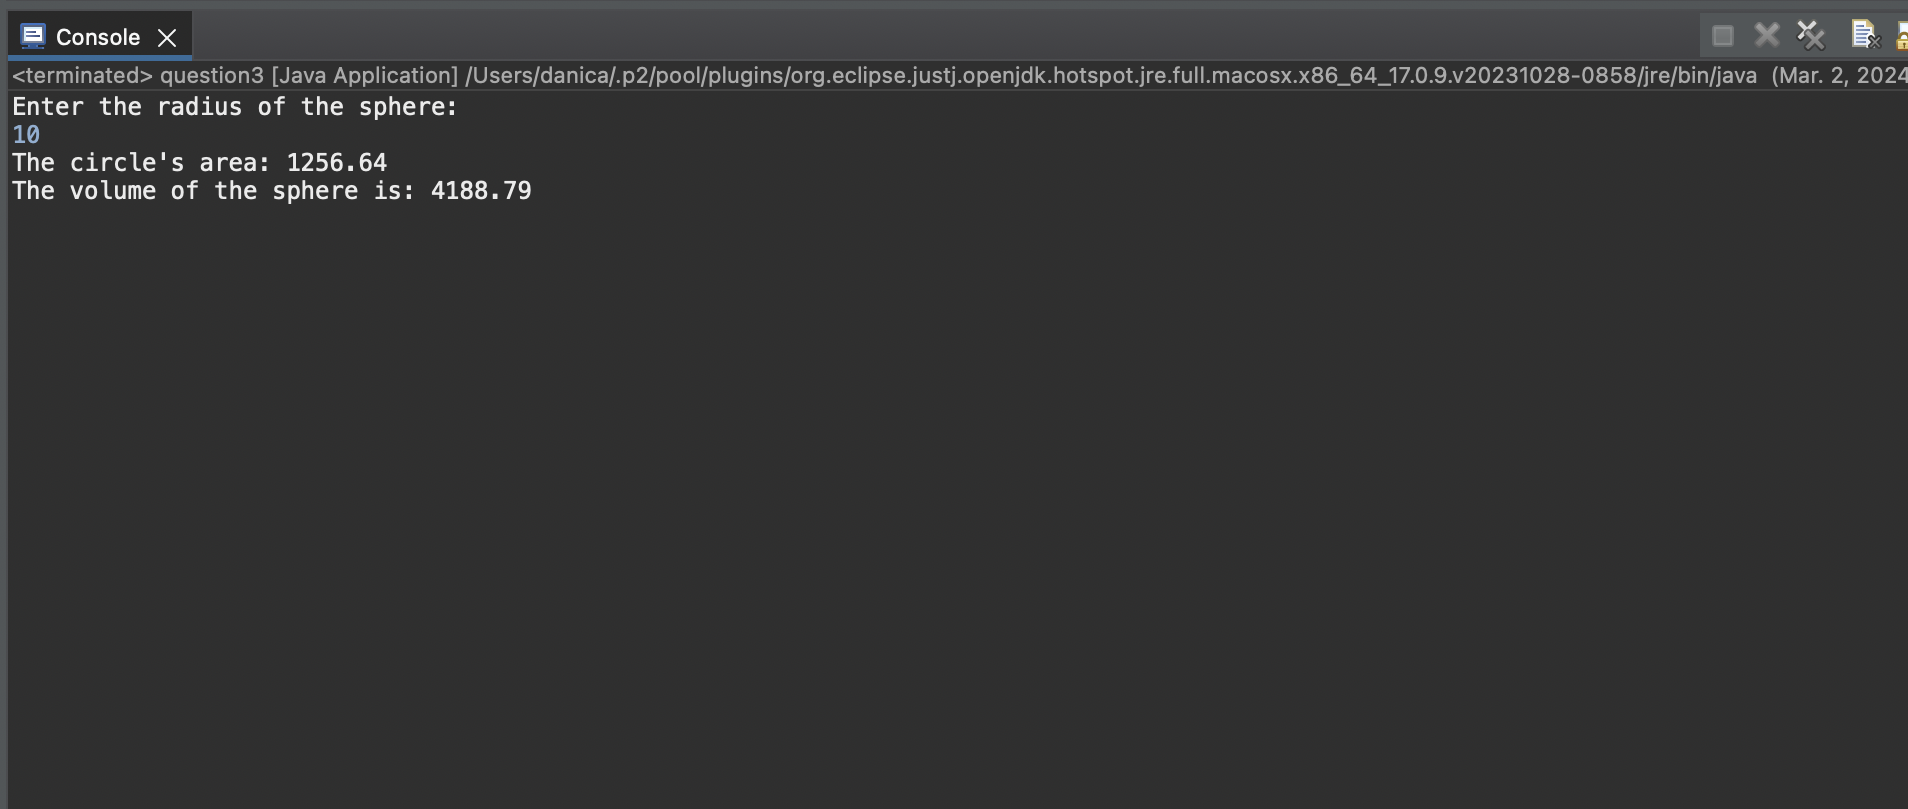 Console
<terminated> question3 [Java Application] /Users/danica/.p2/pool/plugins/org.eclipse.justj.openjdk.hotspot.jre.full.macosx.x86_64_17.0.9.v20231028-0858/jre/bin/java (Mar. 2, 2024
Enter the radius of the sphere:
10
The circle's area: 1256.64
The volume of the sphere is: 4188.79